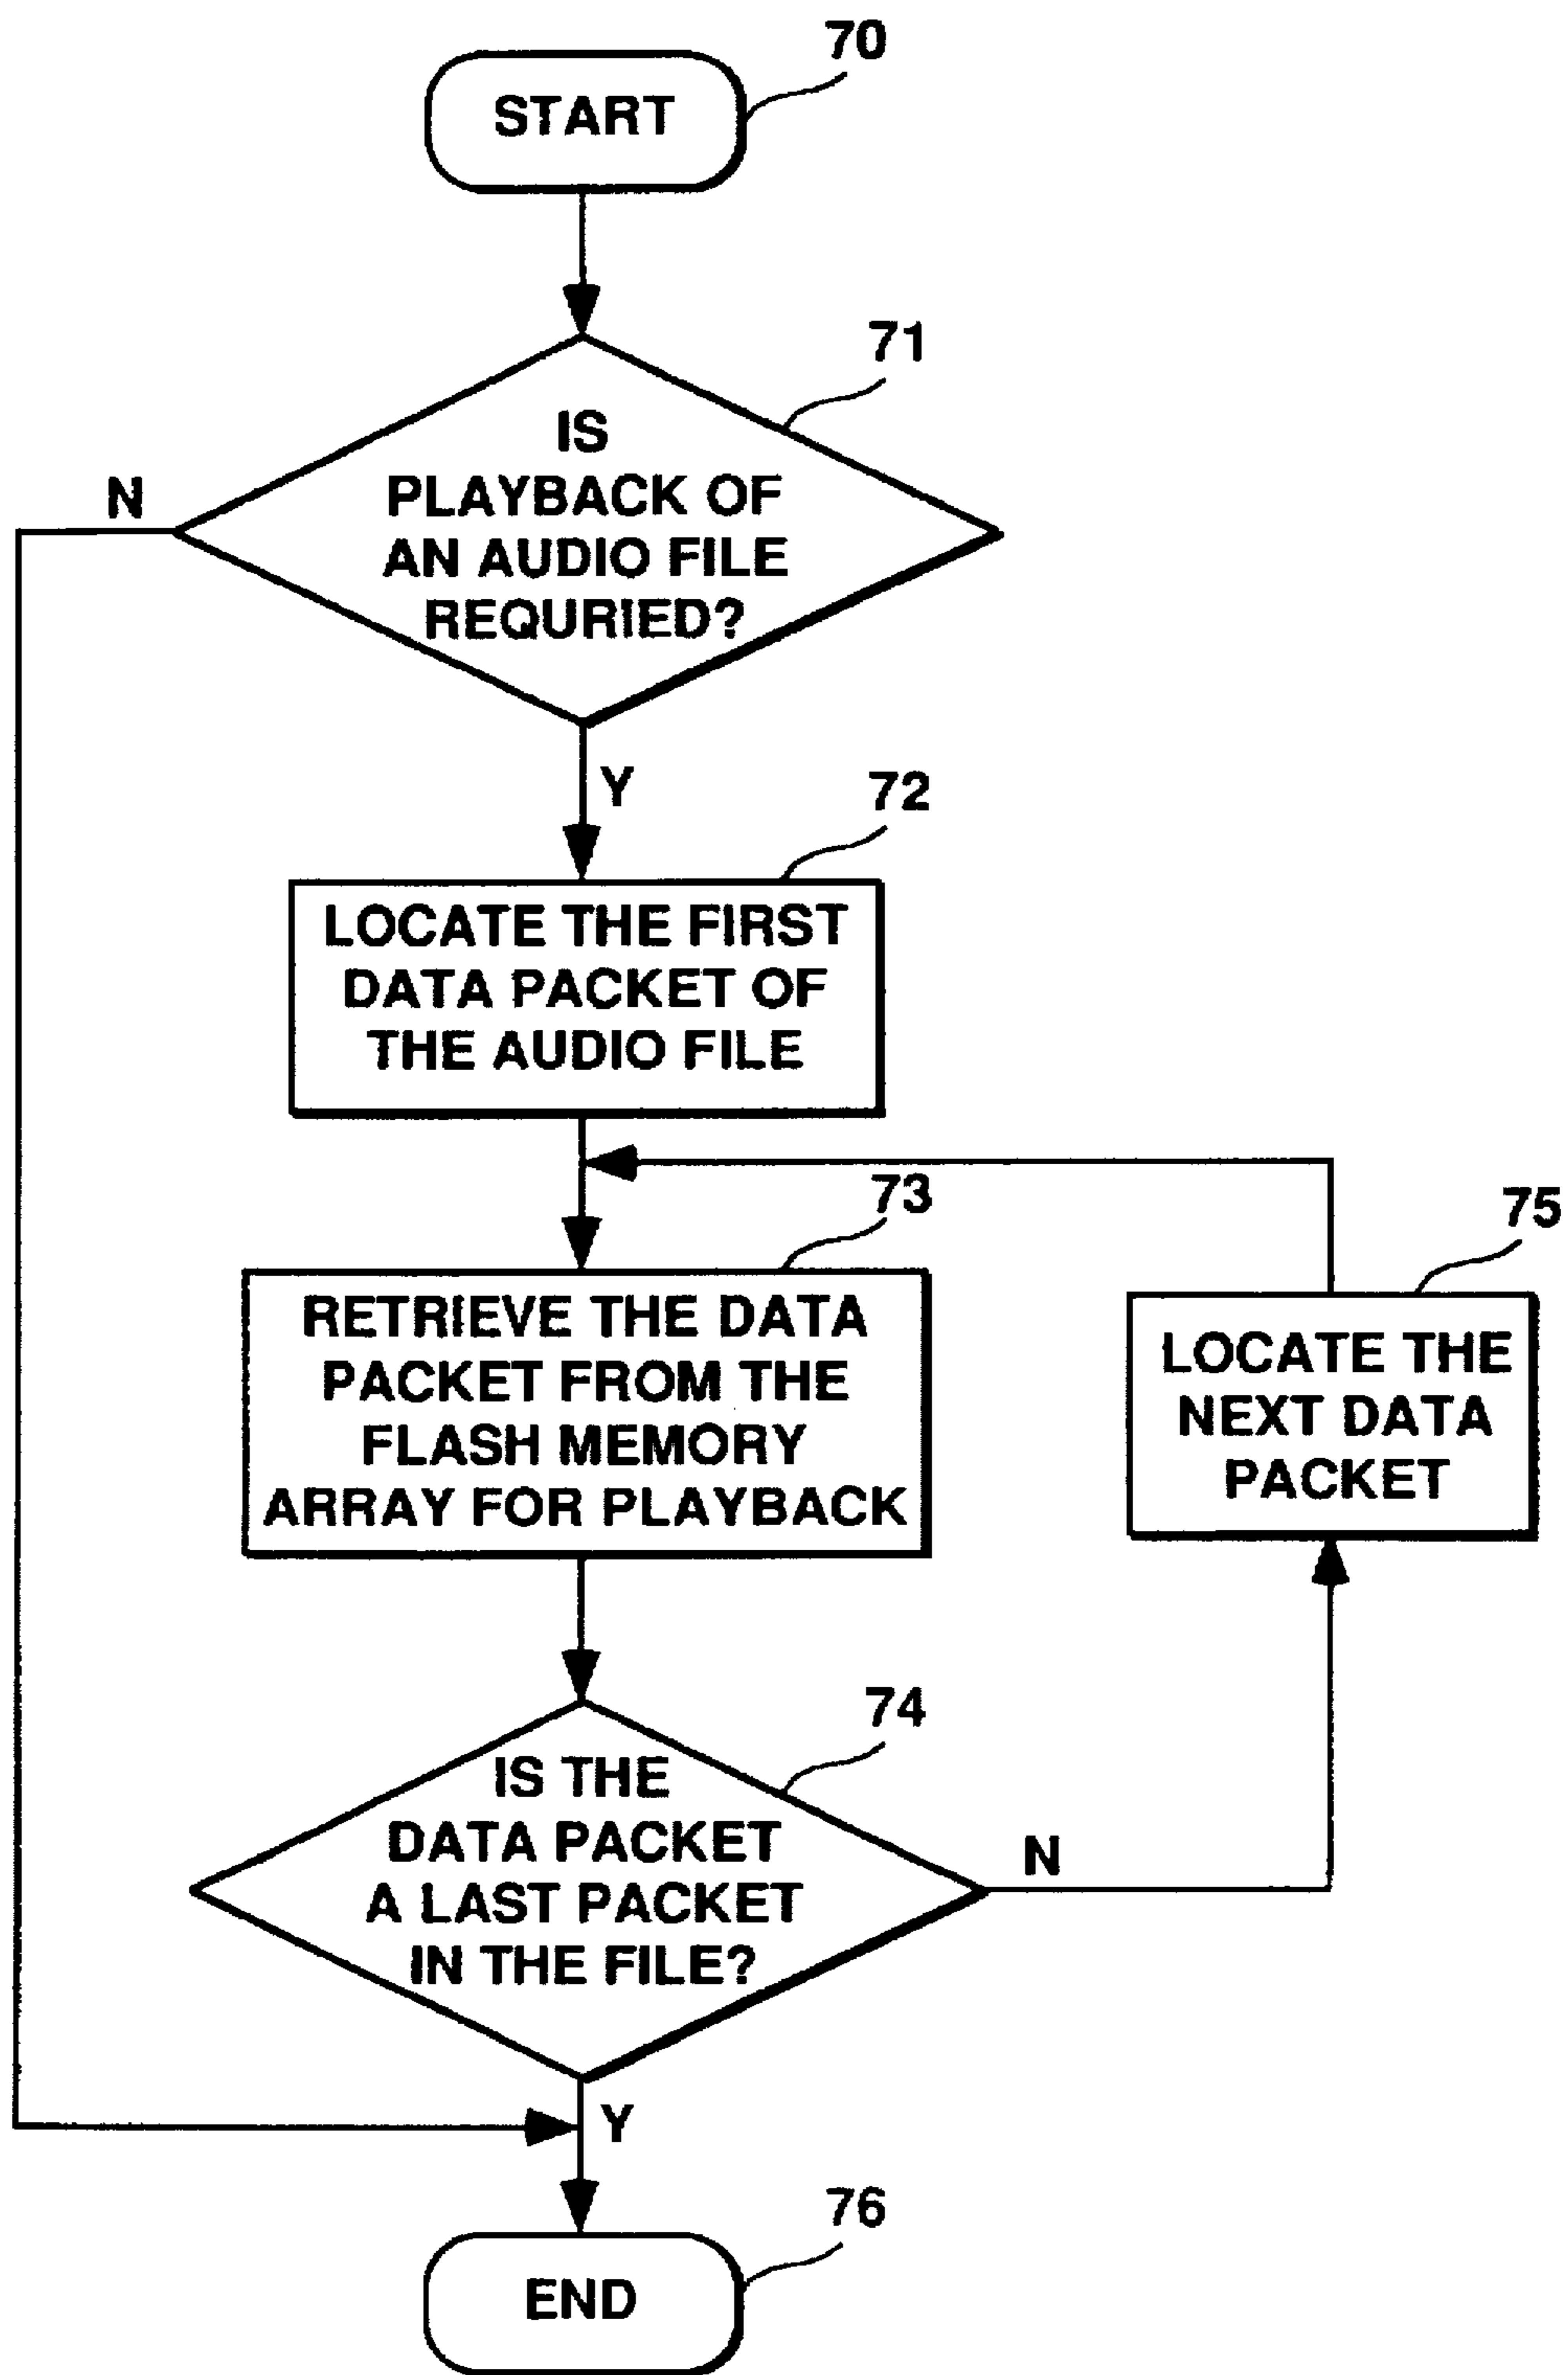 70
START
71
IS
PLAYBACK OF
AN AUDIO FILE
REQURIED?
N
Y
72
LOCATE THE FIRST
DATA PACKET OF
THE AUDIO FILE
73
RETRIEVE THE DATA
PACKET FROM THE
FLASH MEMORY
ARRAY FOR PLAYBACK
75
LOCATE THE
NEXT DATA
PACKET
74
IS THE
DATA PACKET
A LAST PACKET
IN THE FILE?
N
Y
76
END